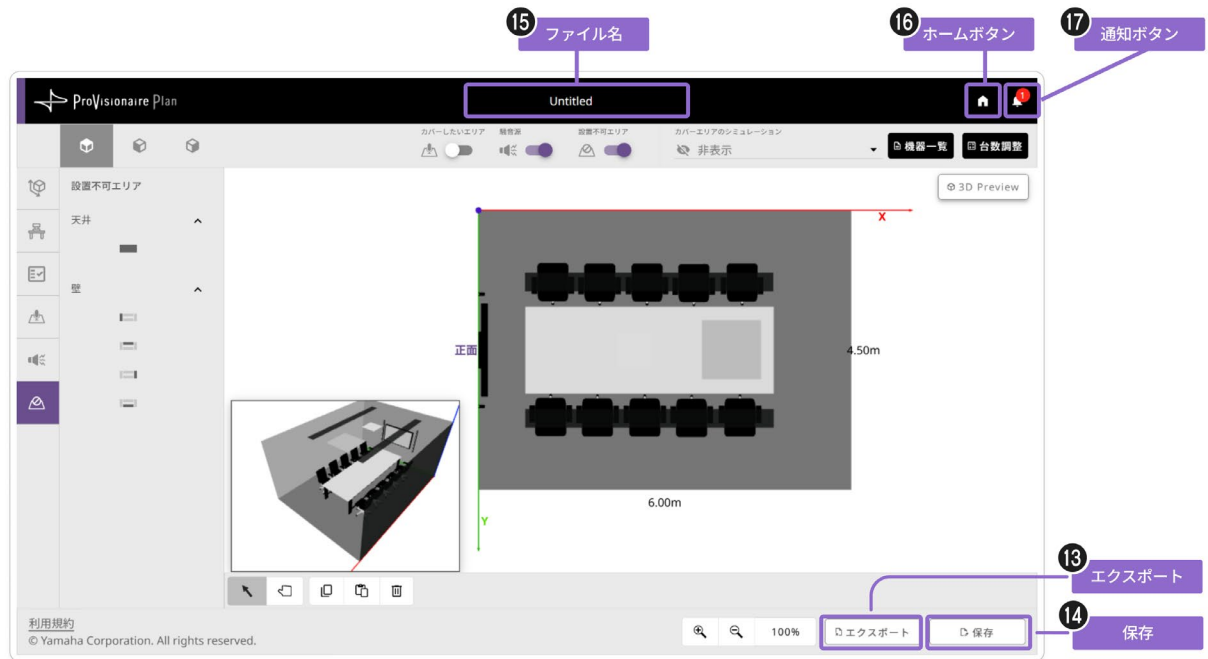 ⑮ ファイル名
⑯ ホームボタン
⑰ 通知ボタン
ProVisionaire Plan
Untitled
1
カバーしたいエリア
騒音源
設置不可エリア
カバーエリアのシミュレーション
非表示
機器一覧
台数調整
設置不可エリア
3D Preview
天井
壁
X
正面
4.50m
6.00m
Y
⑬ エクスポート
⑭ 保存
利用規約
© Yamaha Corporation. All rights reserved.
100%
エクスポート
保存